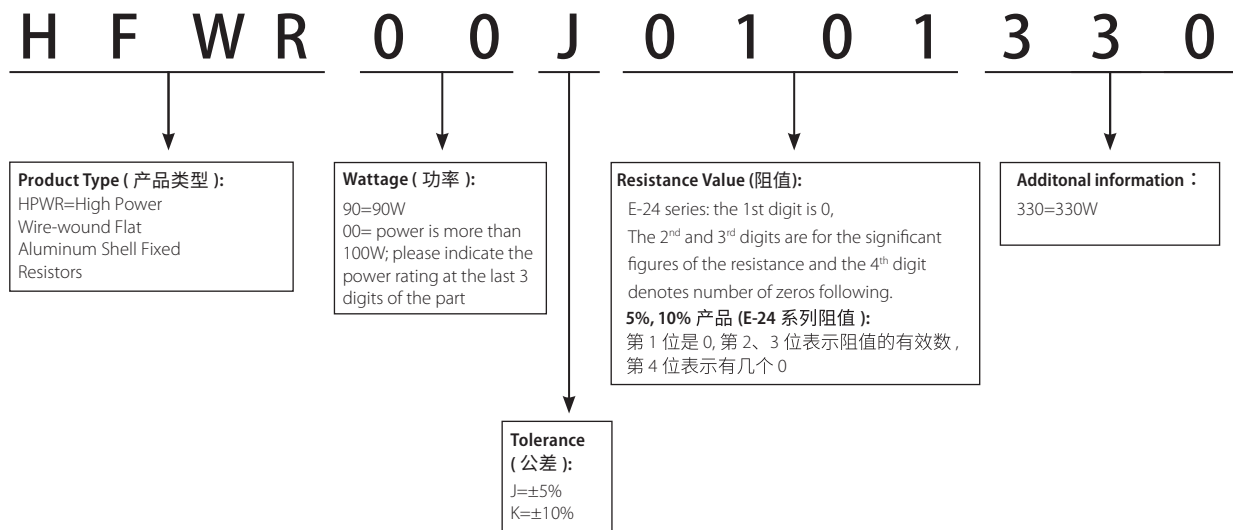 H F W R 0 0 J 0 1 0 1 3 3 0
Product Type ( 产品类型 ):
HPWR=High Power
Wire-wound Flat
Aluminum Shell Fixed
Resistors
Wattage ( 功率 ):
90=90W
00= power is more than
100W; please indicate the
power rating at the last 3
digits of the part
Resistance Value (阻值):
E-24 series: the 1st digit is 0,
The 2nd and 3rd digits are for the significant
figures of the resistance and the 4th digit
denotes number of zeros following.
5%, 10% 产品 (E-24 系列阻值 ):
第 1 位是 0, 第 2、3 位表示阻值的有效数 ,
第 4 位表示有几个 0
Additonal information：
330=330W
Tolerance
( 公差 ):
J=±5%
K=±10%